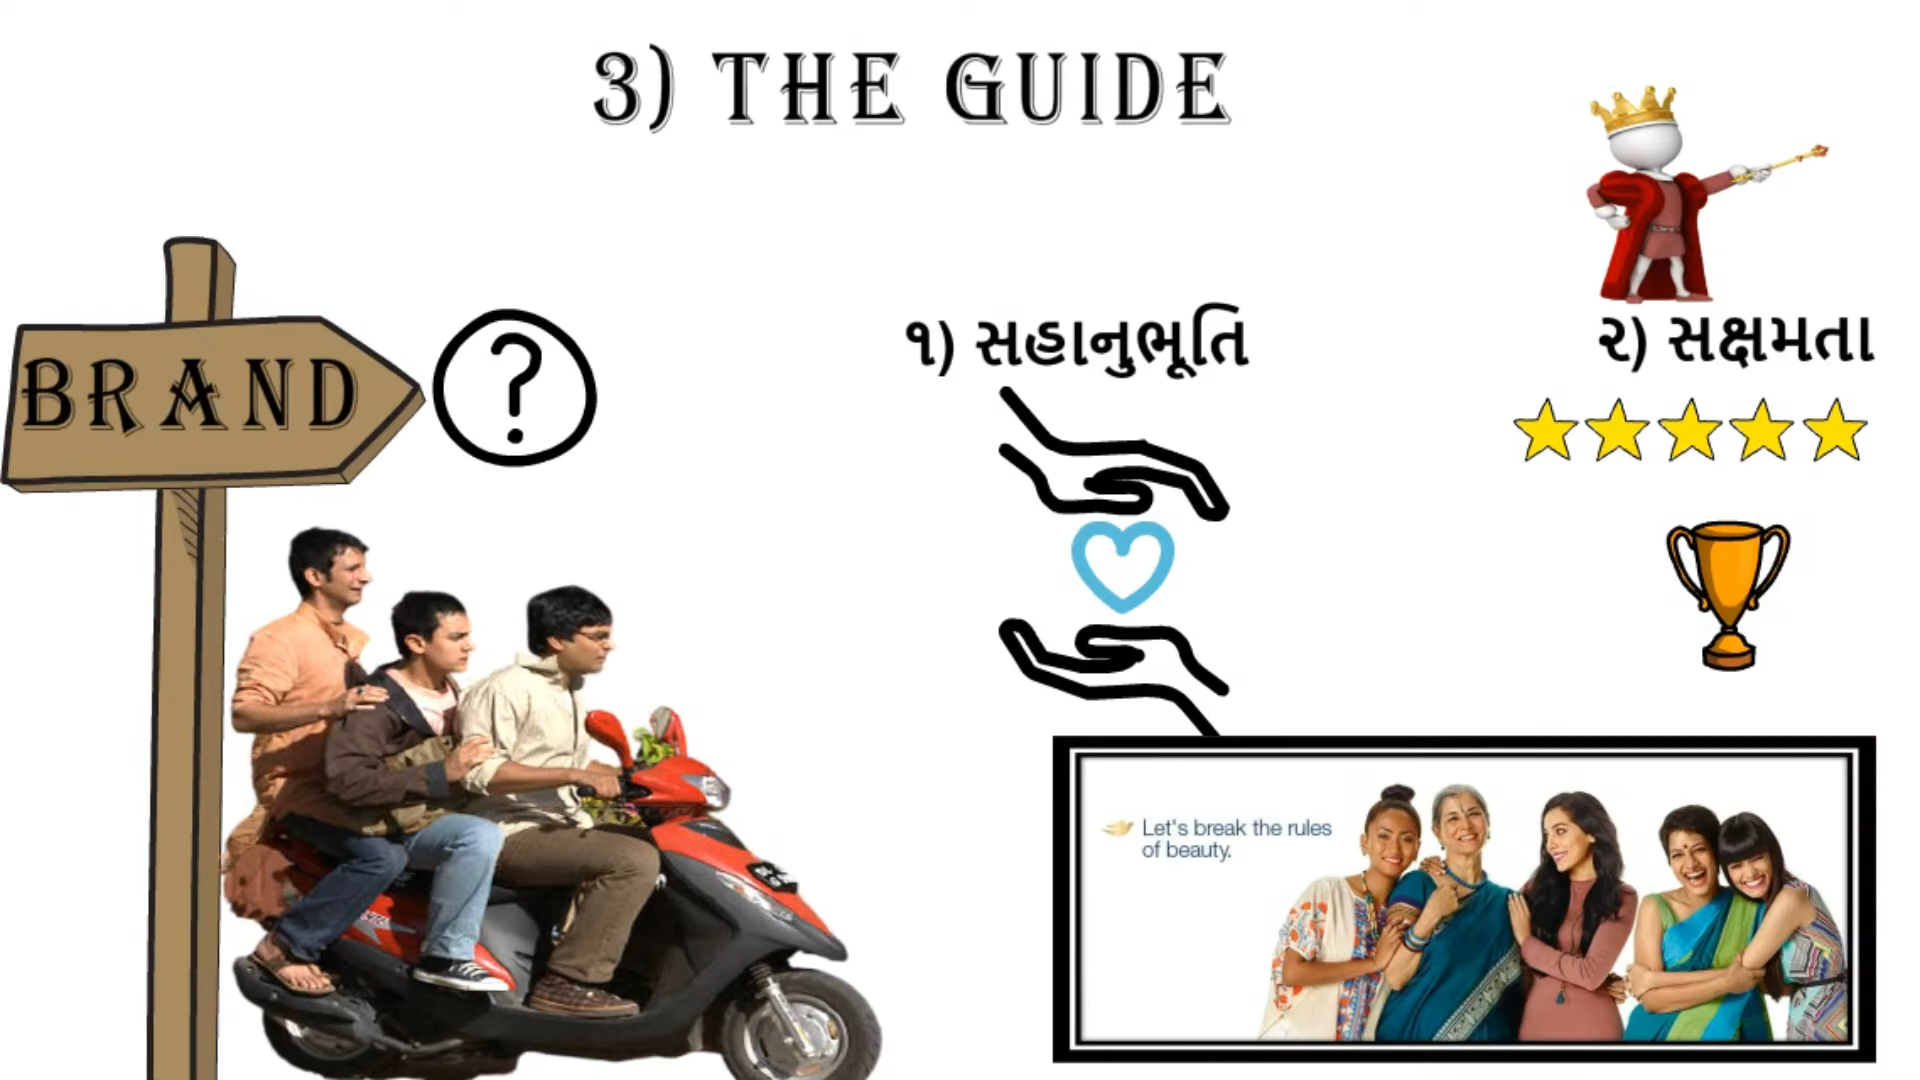 3) THE GUIDE
BRAND
?
૧) સહાનુભૂતિ
૨) સક્ષમતા
Let's break the rules
of beauty.